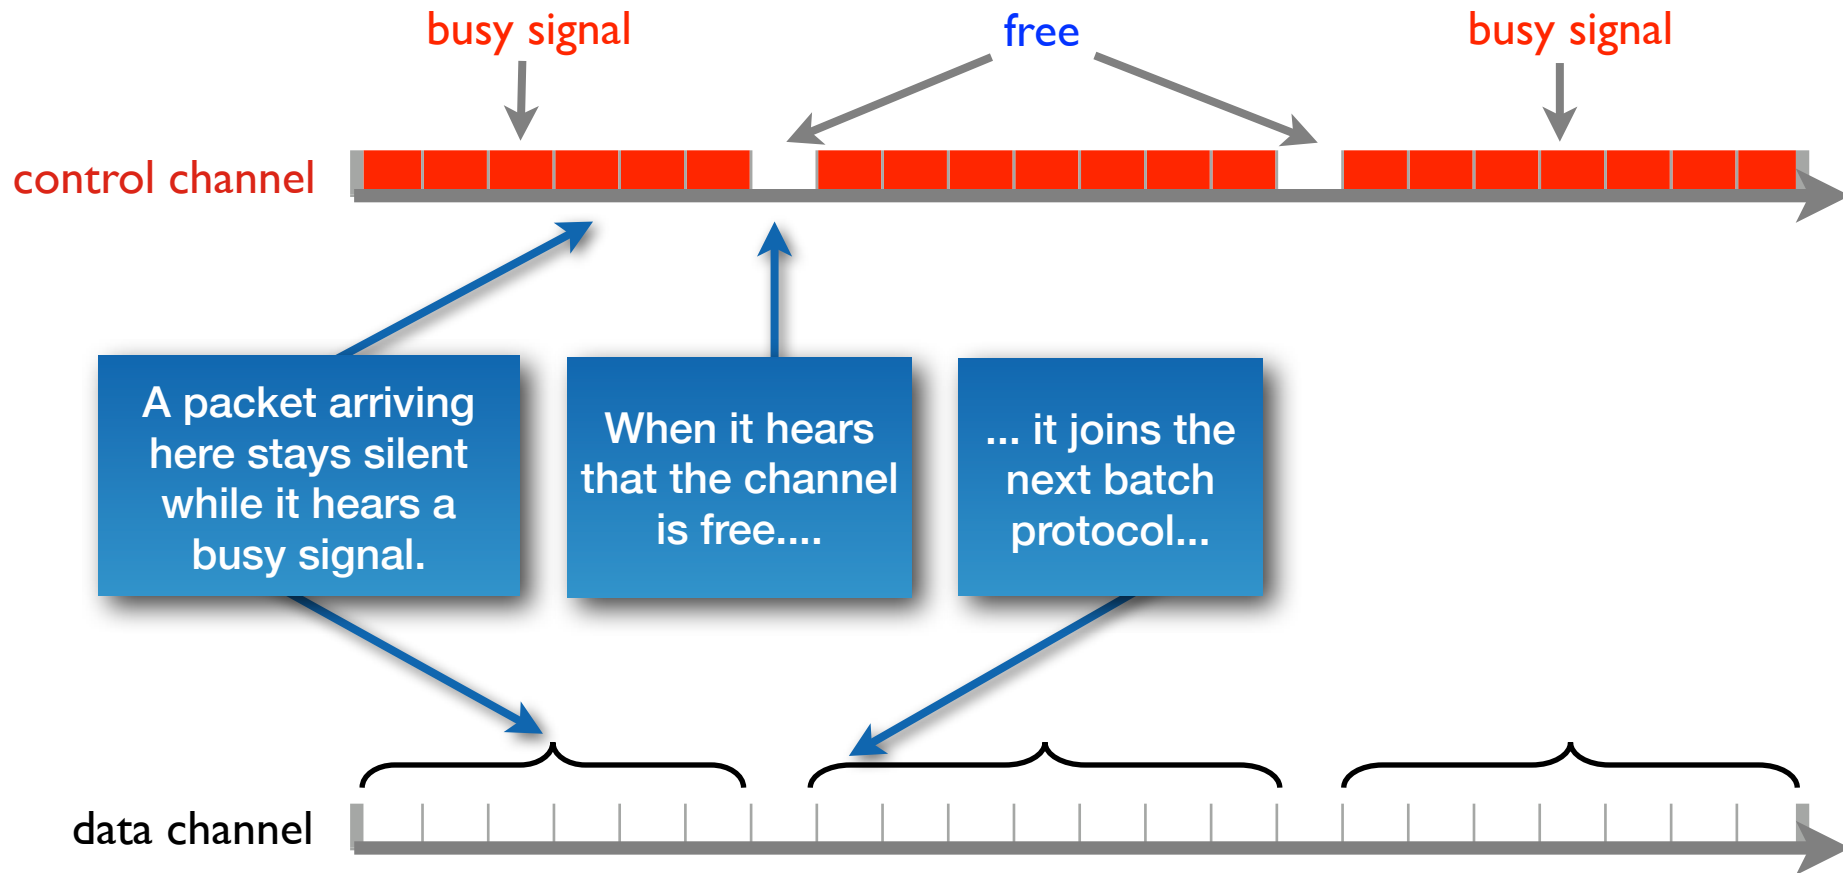 busy signal
free
busy signal
control channel
A packet arriving
here stays silent
while it hears a
busy signal.
When it hears
that the channel
is free....
... it joins the
next batch
protocol...
data channel